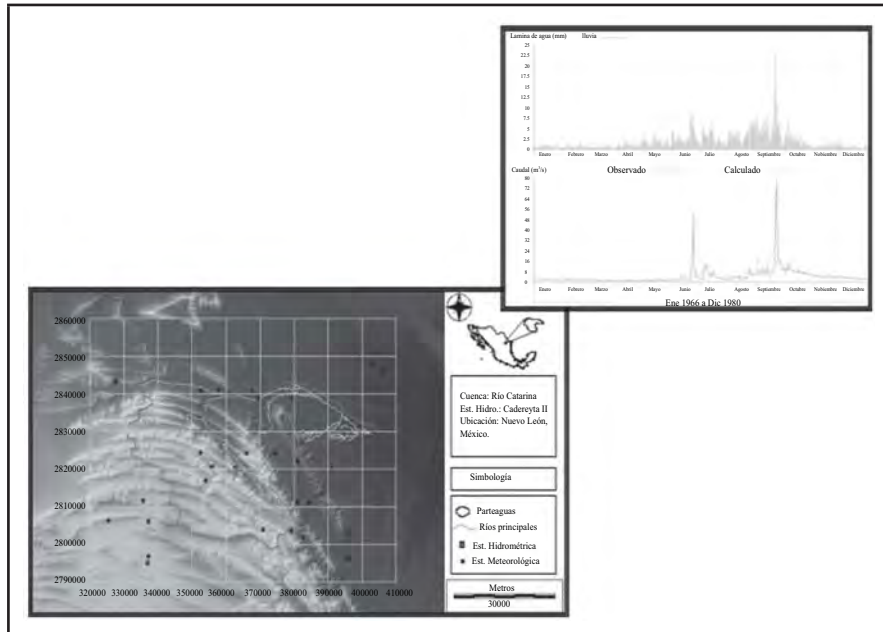 Lamina de agua (mm) lluvia
25
22.5
20
17.5
15
12.5
10
7.5
5
2.5
0
Enero Febrero Marzo Abril Mayo Junio Julio Agosto Septiembre Octubre Nobiembre Diciembre
Caudal (m³/s) Observado Calculado
80
72
64
56
48
40
32
24
16
8
0
Enero Febrero Marzo Abril Mayo Junio Julio Agosto Septiembre Octubre Nobiembre Diciembre
Ene 1966 a Dic 1980
2860000
2850000
2840000
2830000
2820000
2810000
2800000
2790000
320000 330000 340000 350000 360000 370000 380000 390000 400000 410000
Cuenca: Río Catarina
Est. Hidro.: Cadereyta II
Ubicación: Nuevo León,
México.
Simbología
Parteaguas
Ríos principales
Est. Hidrométrica
Est. Meteorológica
Metros
30000